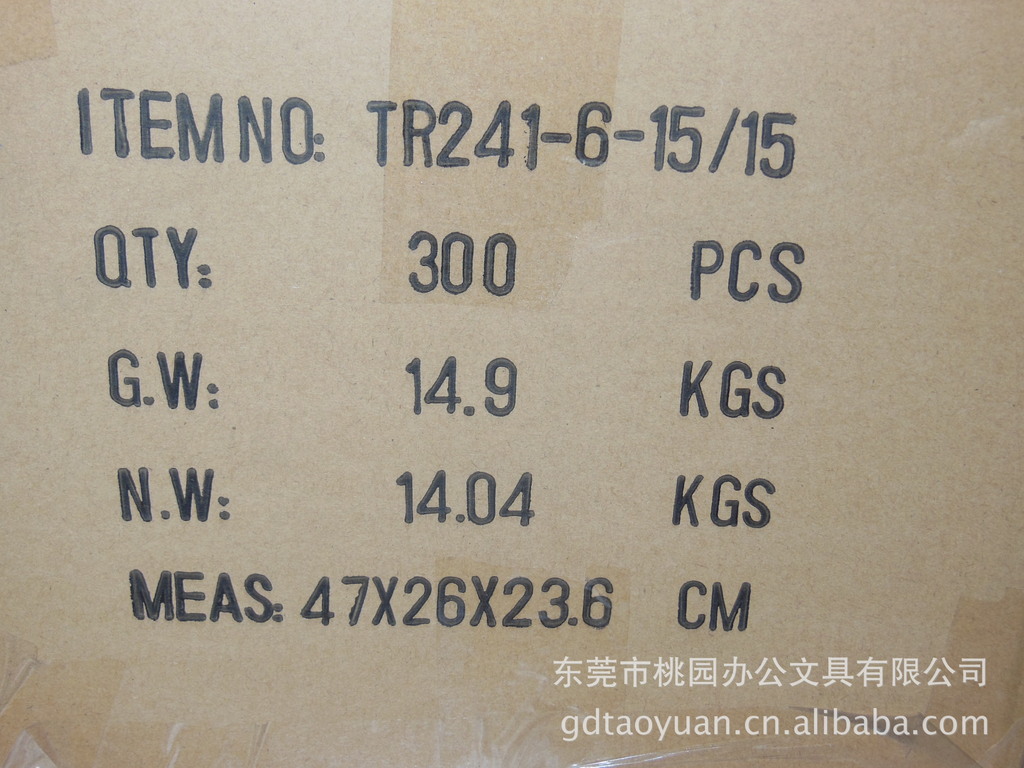 ITEM NO: TR241-6-15/15
QTY: 300 PCS
G.W: 14.9 KGS
N.W: 14.04 KGS
MEAS: 47X26X23.6 CM
东莞市桃园办公文具有限公司
gdtaoyuan.cn.alibaba.com